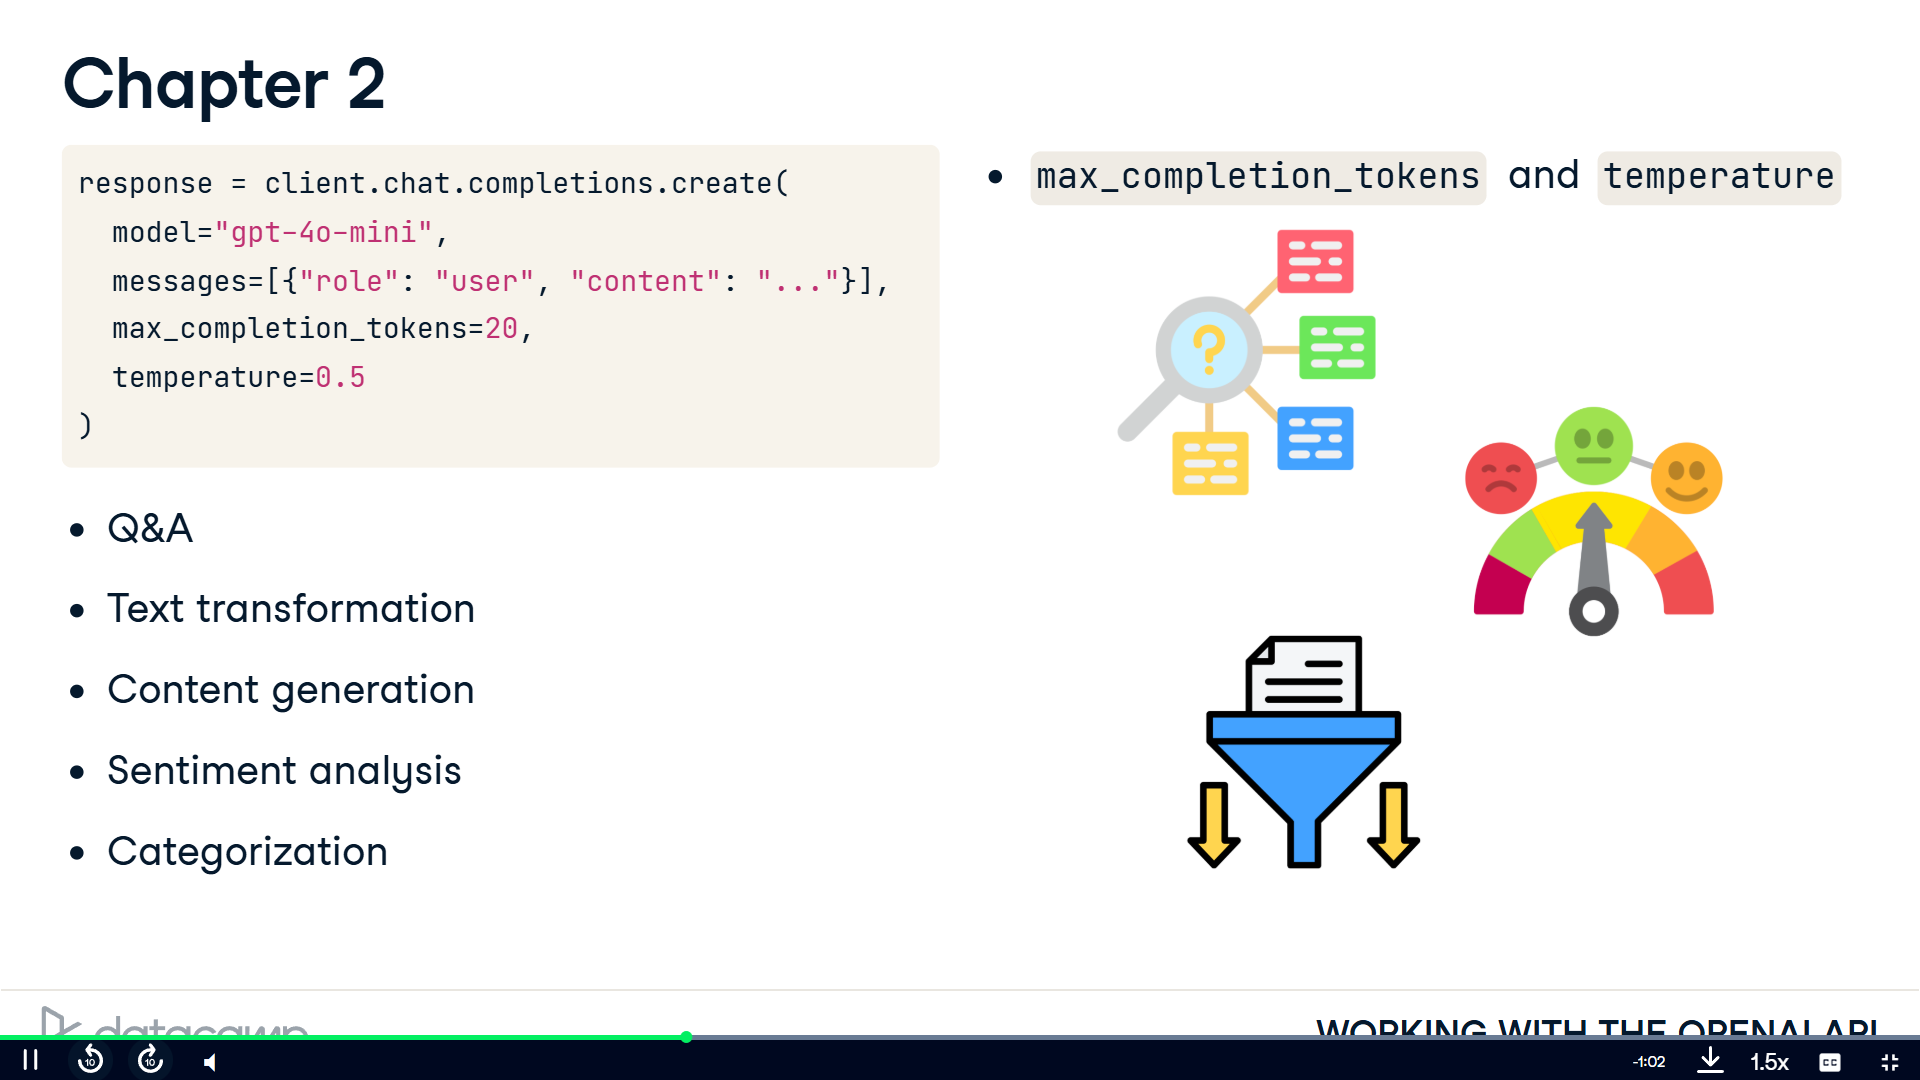 Chapter 2
response = client.chat.completions.create(
  model="gpt-4o-mini",
  messages=[{"role": "user", "content": "..."}],
  max_completion_tokens=20,
  temperature=0.5
)
• Q&A
• Text transformation
• Content generation
• Sentiment analysis
• Categorization
• max_completion_tokens and temperature
?
datacamp
WORKING WITH THE OPENAI API
10
10
-1:02
1.5x
CC